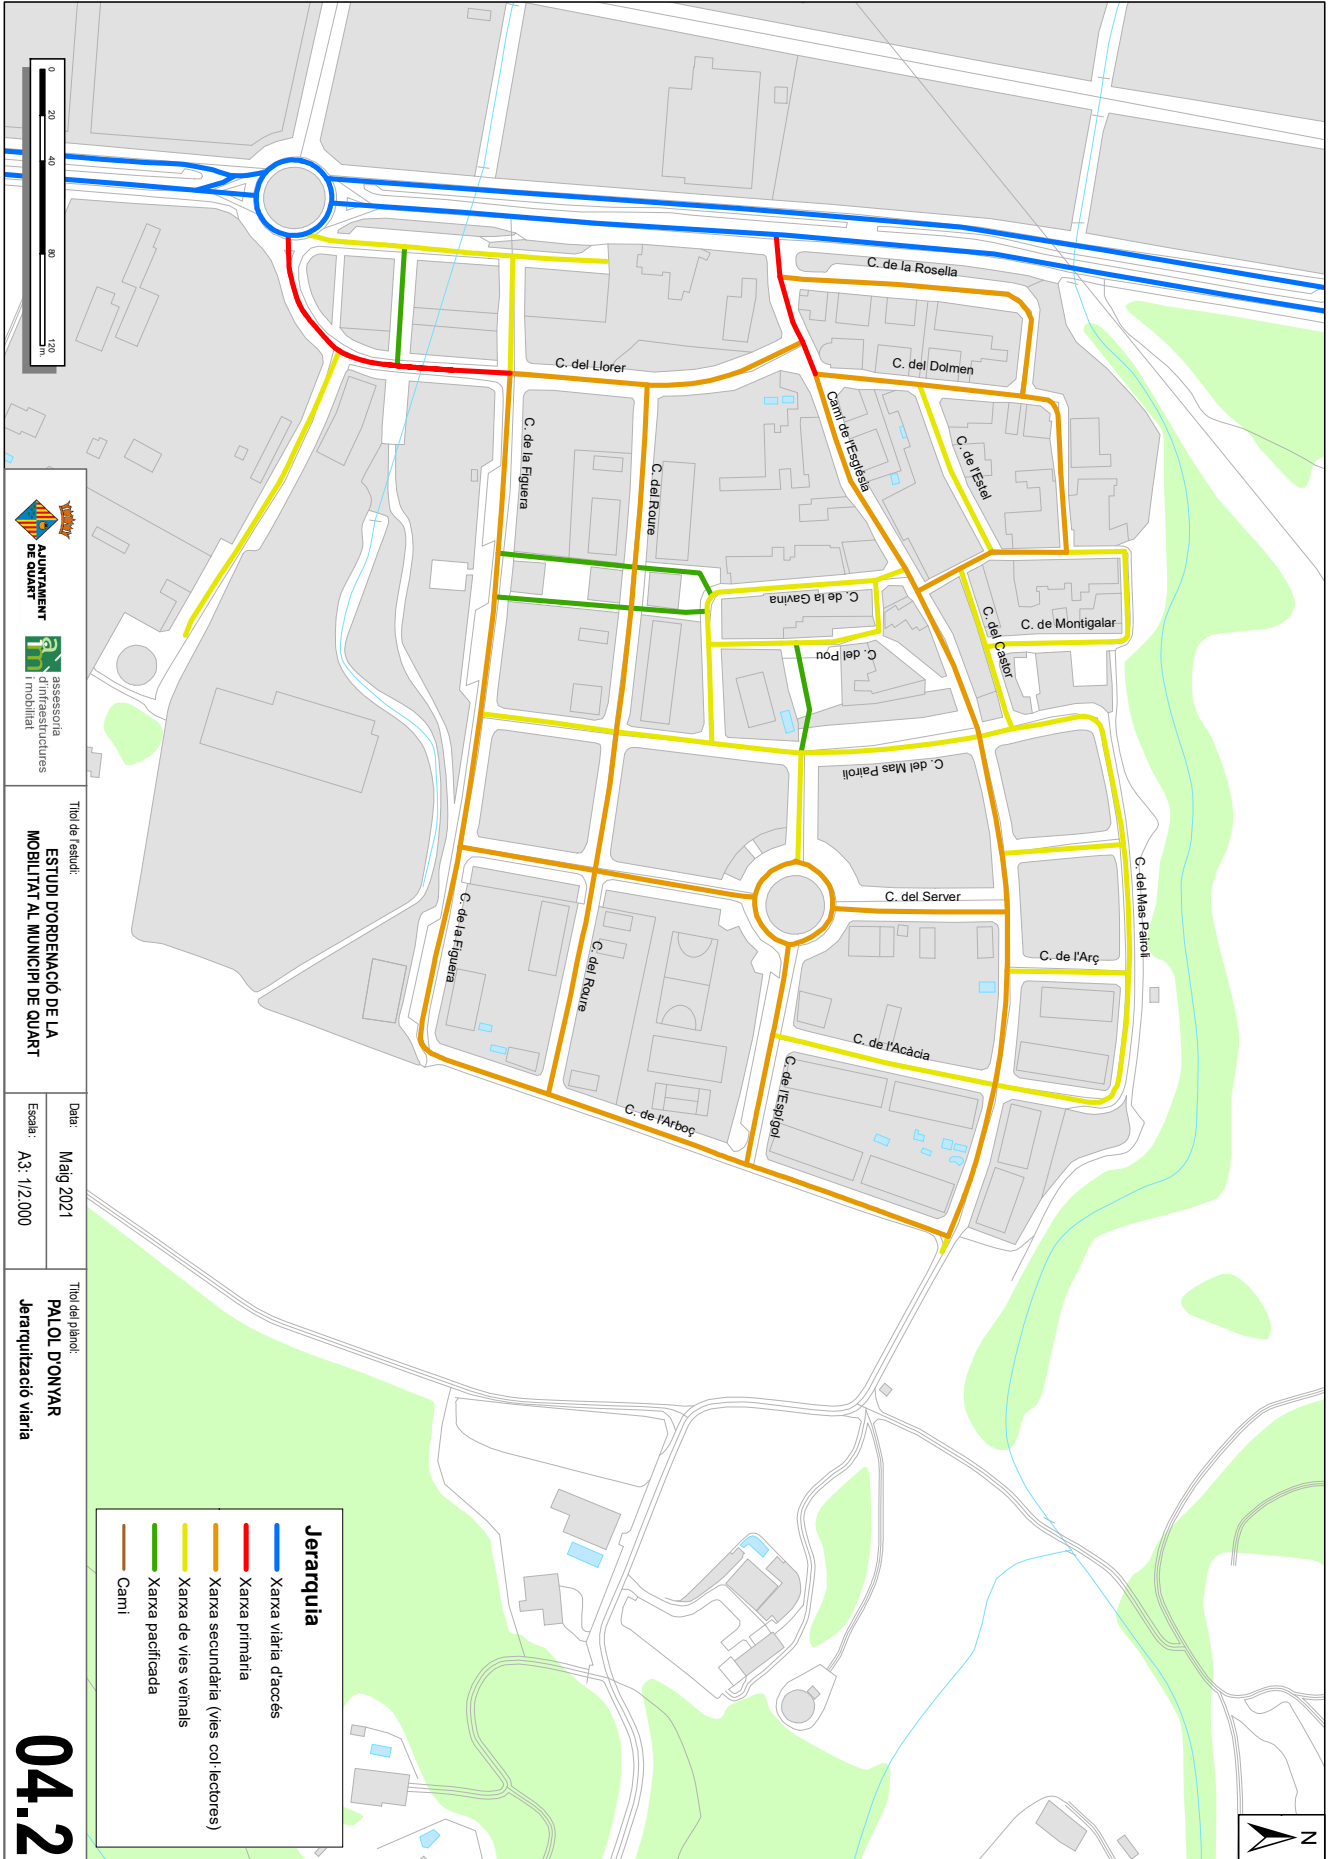 C. de la Rosella
C. del Dolmen
C. del Llorer
Camí de l'Església
C. de l'Estel
C. de la Figuera
C. del Roure
C. de la Gavina
C. de Montigalar
C. del Castor
C. del Pou
C. del Mas Pairoli
C. del Mas Pairoli
C. del Server
C. de l'Arç
C. de la Figuera
C. del Roure
C. de l'Acàcia
C. de l'Espígol
C. de l'Arboç
0 20 40 80 120
m.
AJUNTAMENT
DE QUART
am
assessoria
d'infraestructures
i mobilitat
Títol de l'estudi:
ESTUDI D'ORDENACIÓ DE LA
MOBILITAT AL MUNICIPI DE QUART
Data:
Maig 2021
Escala:
A3: 1/2.000
Títol del plànol:
PALOL D'ONYAR
Jerarquització viaria
04.2
Jerarquia
Xarxa viària d'accés
Xarxa primària
Xarxa secundària (vies col·lectores)
Xarxa de vies veïnals
Xarxa pacificada
Camí
N